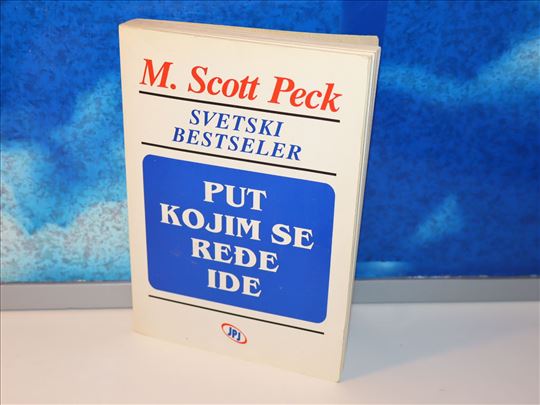 M. Scott Peck
SVETSKI
BESTSELER
PUT
KOJIM SE
REĐE
IDE
JPJ